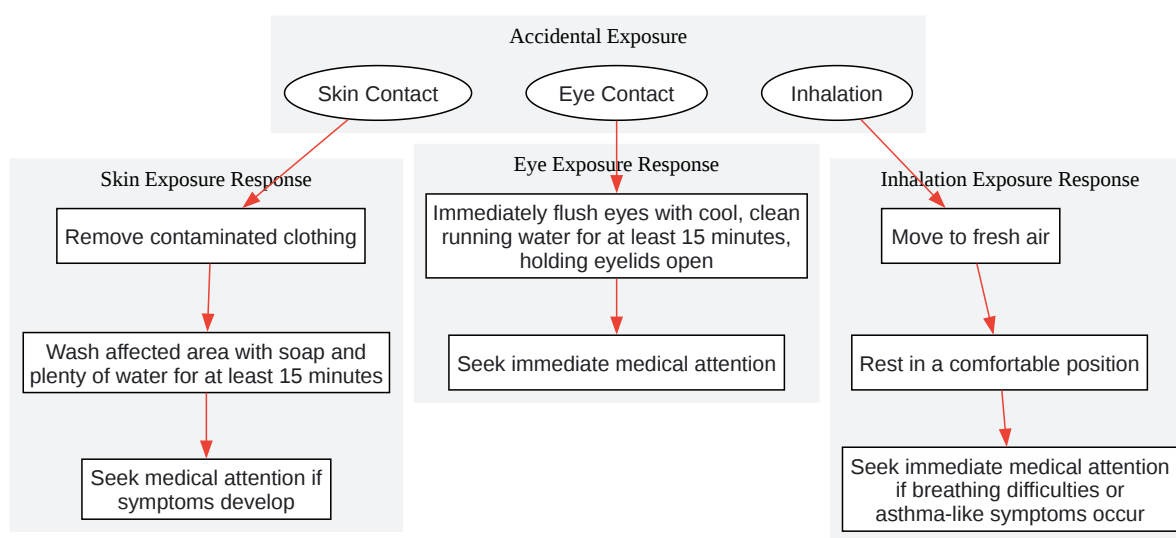 Accidental Exposure
Skin Contact
Eye Contact
Inhalation
Skin Exposure Response
Remove contaminated clothing
Wash affected area with soap and
plenty of water for at least 15 minutes
Seek medical attention if
symptoms develop
Eye Exposure Response
Immediately flush eyes with cool, clean
running water for at least 15 minutes,
holding eyelids open
Seek immediate medical attention
Inhalation Exposure Response
Move to fresh air
Rest in a comfortable position
Seek immediate medical attention
if breathing difficulties or
asthma-like symptoms occur